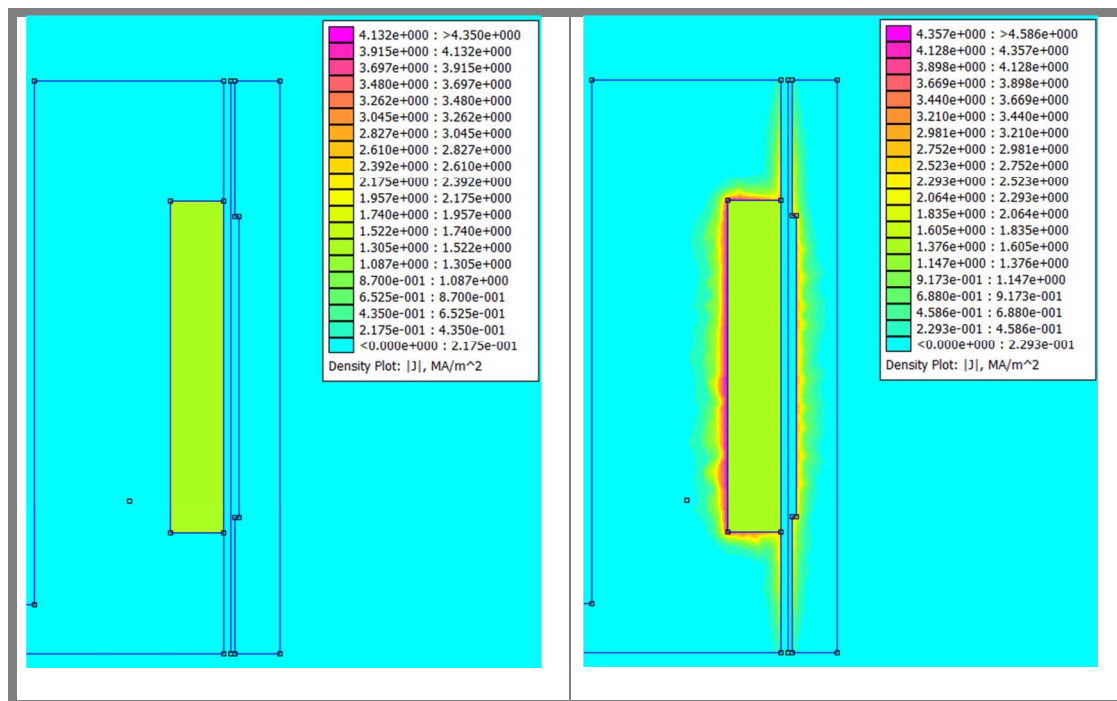 4.132e+000 : >4.350e+000
3.915e+000 : 4.132e+000
3.697e+000 : 3.915e+000
3.480e+000 : 3.697e+000
3.262e+000 : 3.480e+000
3.045e+000 : 3.262e+000
2.827e+000 : 3.045e+000
2.610e+000 : 2.827e+000
2.392e+000 : 2.610e+000
2.175e+000 : 2.392e+000
1.957e+000 : 2.175e+000
1.740e+000 : 1.957e+000
1.522e+000 : 1.740e+000
1.305e+000 : 1.522e+000
1.087e+000 : 1.305e+000
8.700e-001 : 1.087e+000
6.525e-001 : 8.700e-001
4.350e-001 : 6.525e-001
2.175e-001 : 4.350e-001
<0.000e+000 : 2.175e-001
Density Plot: |J|, MA/m^2
4.357e+000 : >4.586e+000
4.128e+000 : 4.357e+000
3.898e+000 : 4.128e+000
3.669e+000 : 3.898e+000
3.440e+000 : 3.669e+000
3.210e+000 : 3.440e+000
2.981e+000 : 3.210e+000
2.752e+000 : 2.981e+000
2.523e+000 : 2.752e+000
2.293e+000 : 2.523e+000
2.064e+000 : 2.293e+000
1.835e+000 : 2.064e+000
1.605e+000 : 1.835e+000
1.376e+000 : 1.605e+000
1.147e+000 : 1.376e+000
9.173e-001 : 1.147e+000
6.880e-001 : 9.173e-001
4.586e-001 : 6.880e-001
2.293e-001 : 4.586e-001
<0.000e+000 : 2.293e-001
Density Plot: |J|, MA/m^2